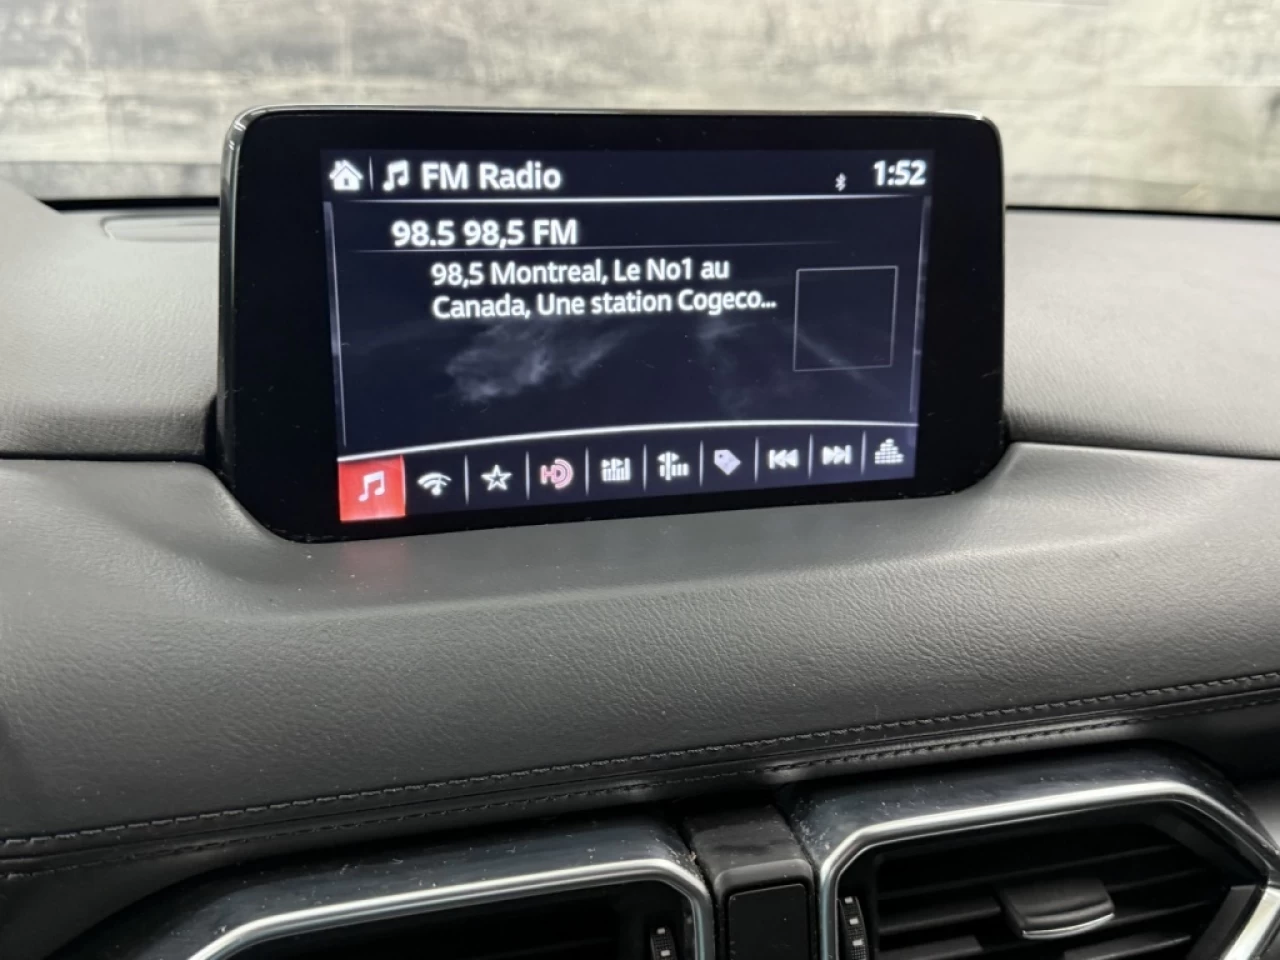 FM Radio
1:52
98.5 98,5 FM
98,5 Montreal, Le No1 au
Canada, Une station Cogeco...
HD